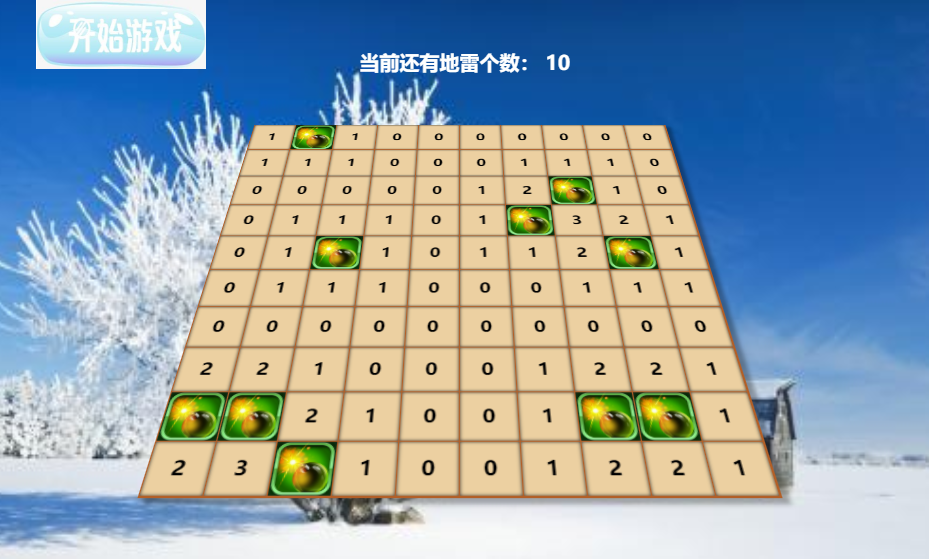 开始游戏
当前还有地雷个数： 10
1 1 0 0 0 0 0 0 0
1 1 1 0 0 0 1 1 1 0
0 0 0 0 0 1 2 1 0
0 1 1 1 0 1 3 2 1
0 1 1 0 1 1 2 1
0 1 1 1 0 0 0 1 1 1
0 0 0 0 0 0 0 0 0 0
2 2 1 0 0 0 1 2 2 1
2 1 0 0 1 1
2 3 1 0 0 1 2 2 1